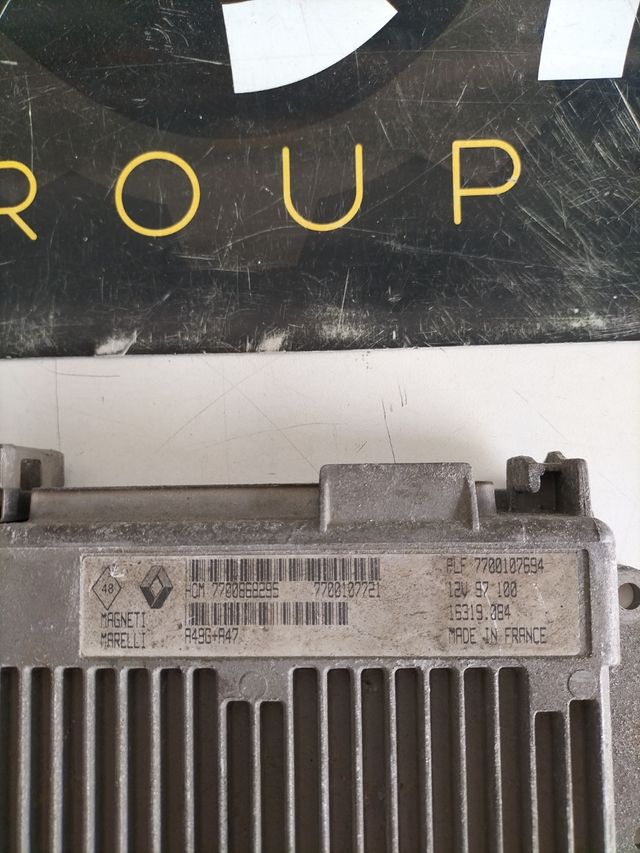 ROUP
48
HOM 7700868295 7700107721
PLF 7700107694
12V 97 100
MAGNETI
MARELLI
A49G+A47
16319.084
MADE IN FRANCE